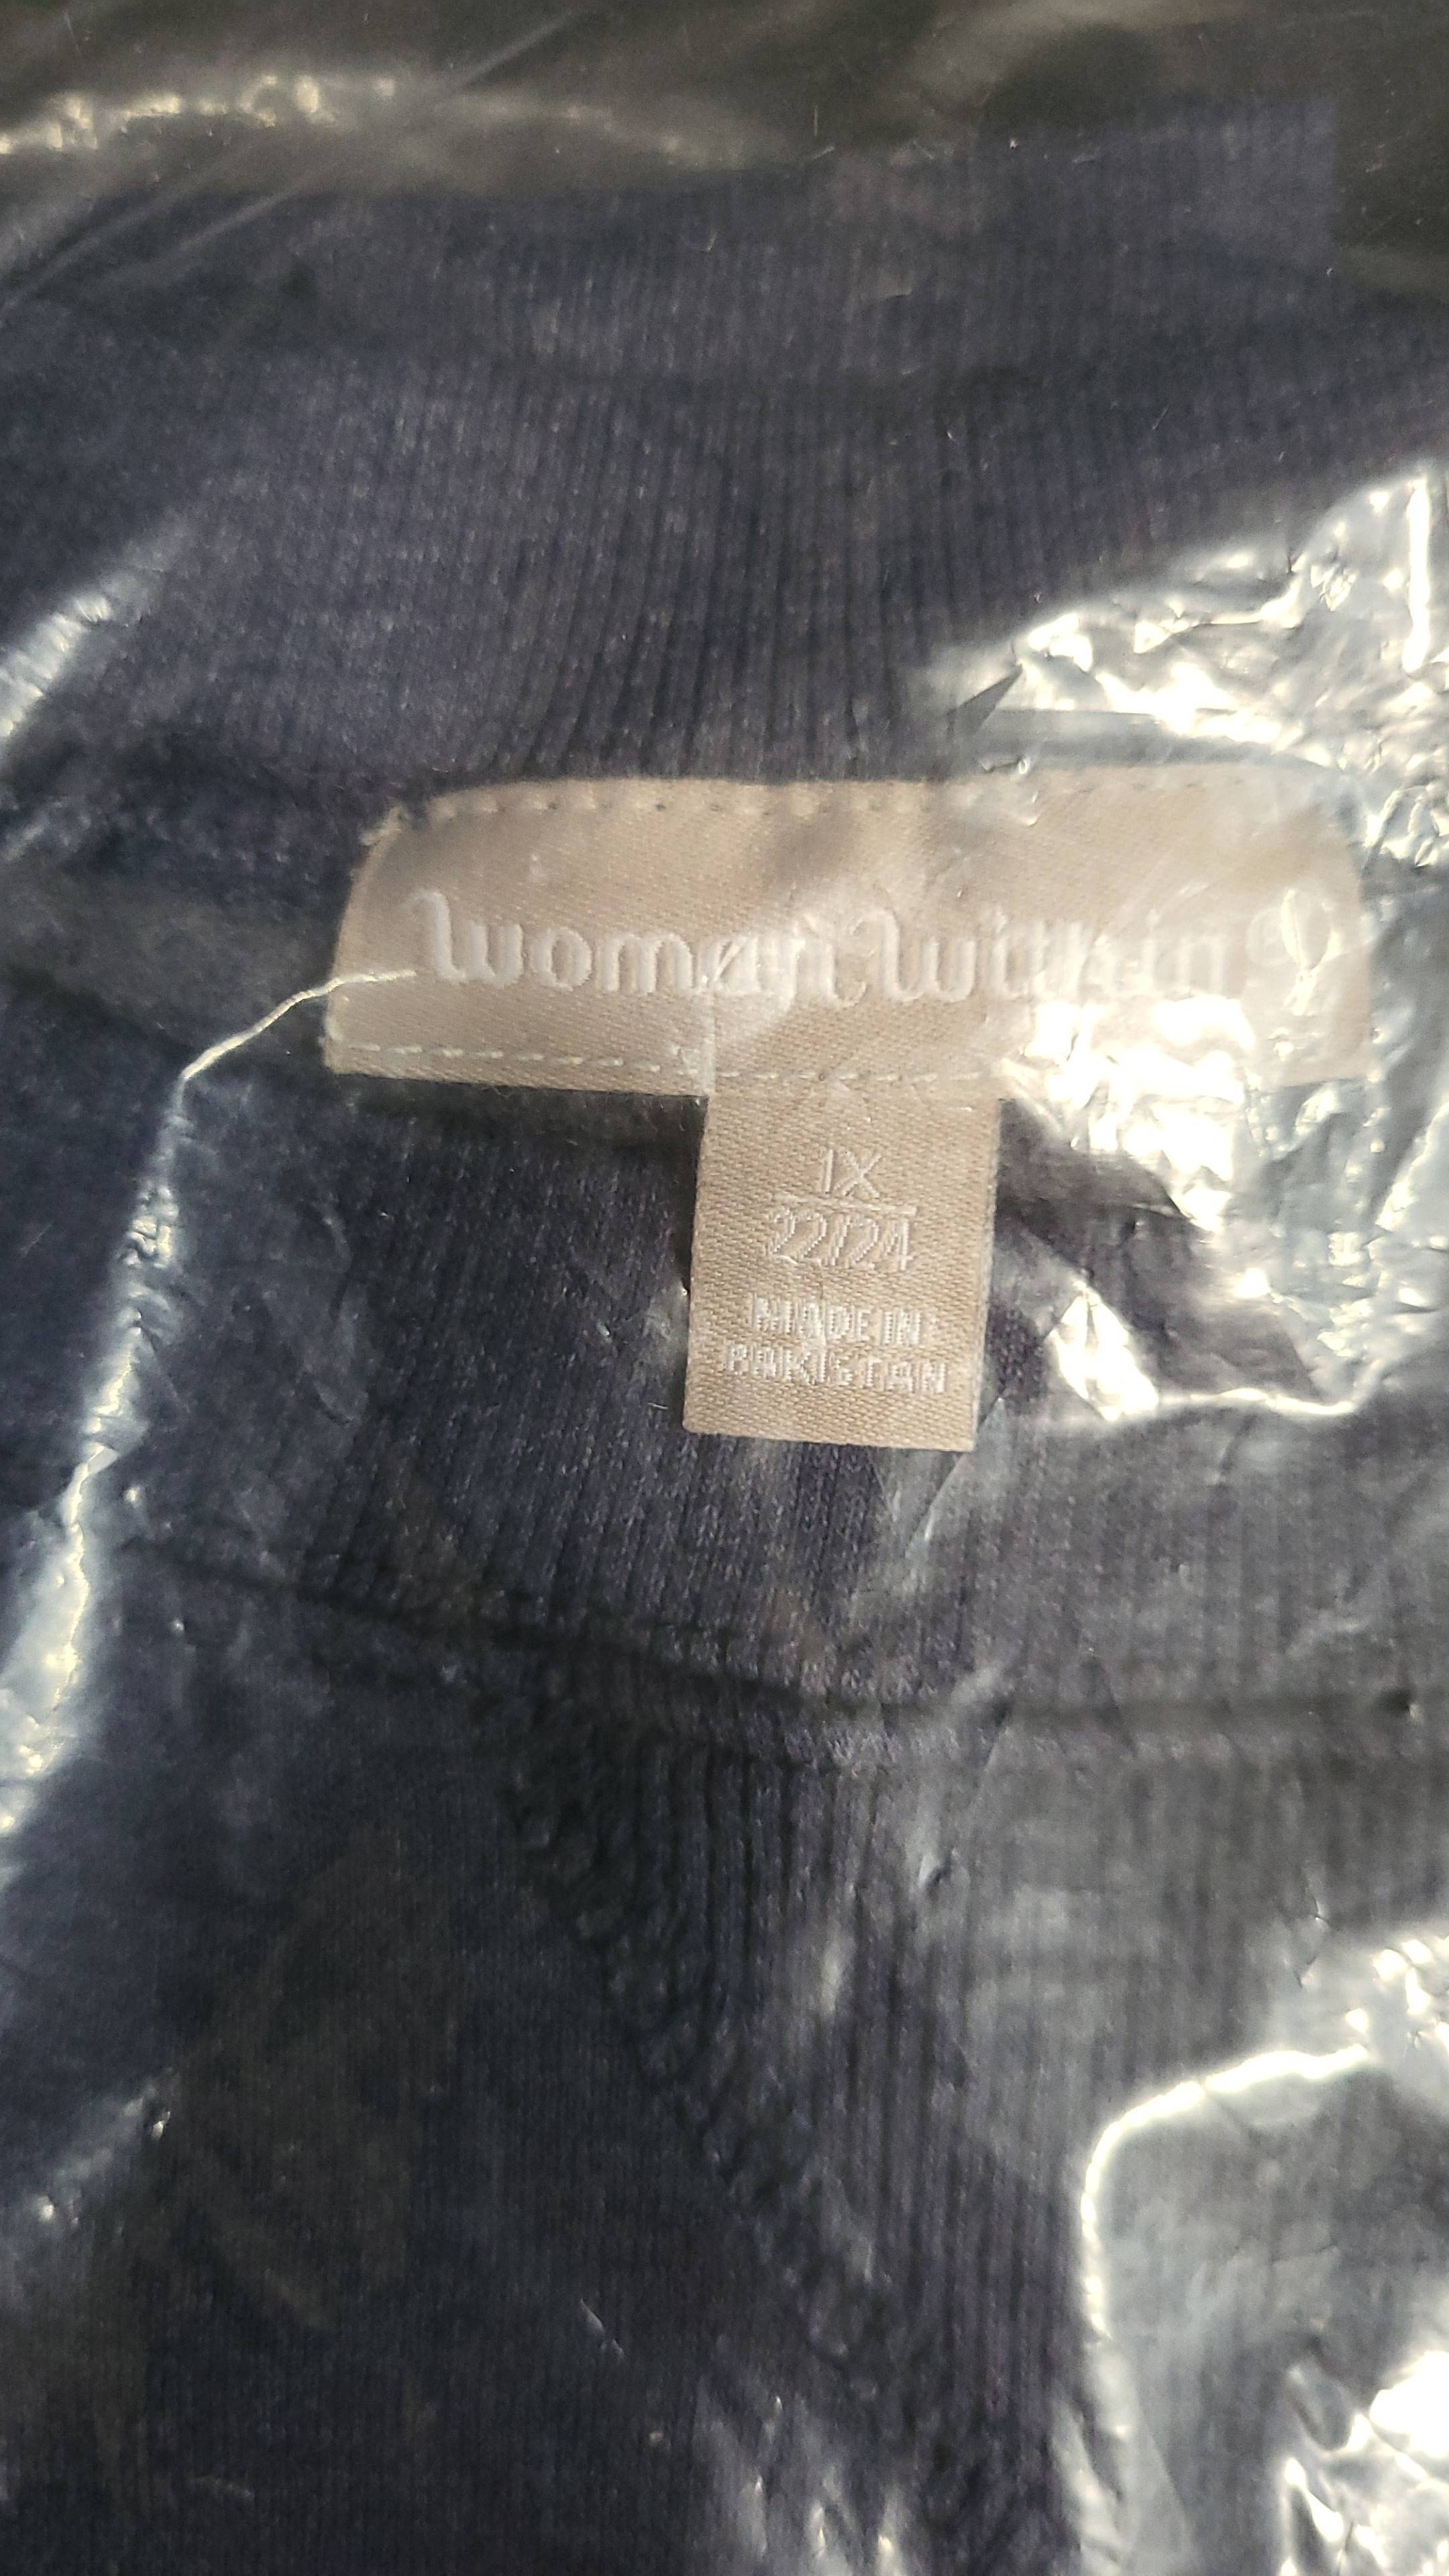 Woman Within®
1X
22/24
MADE IN
PAKISTAN